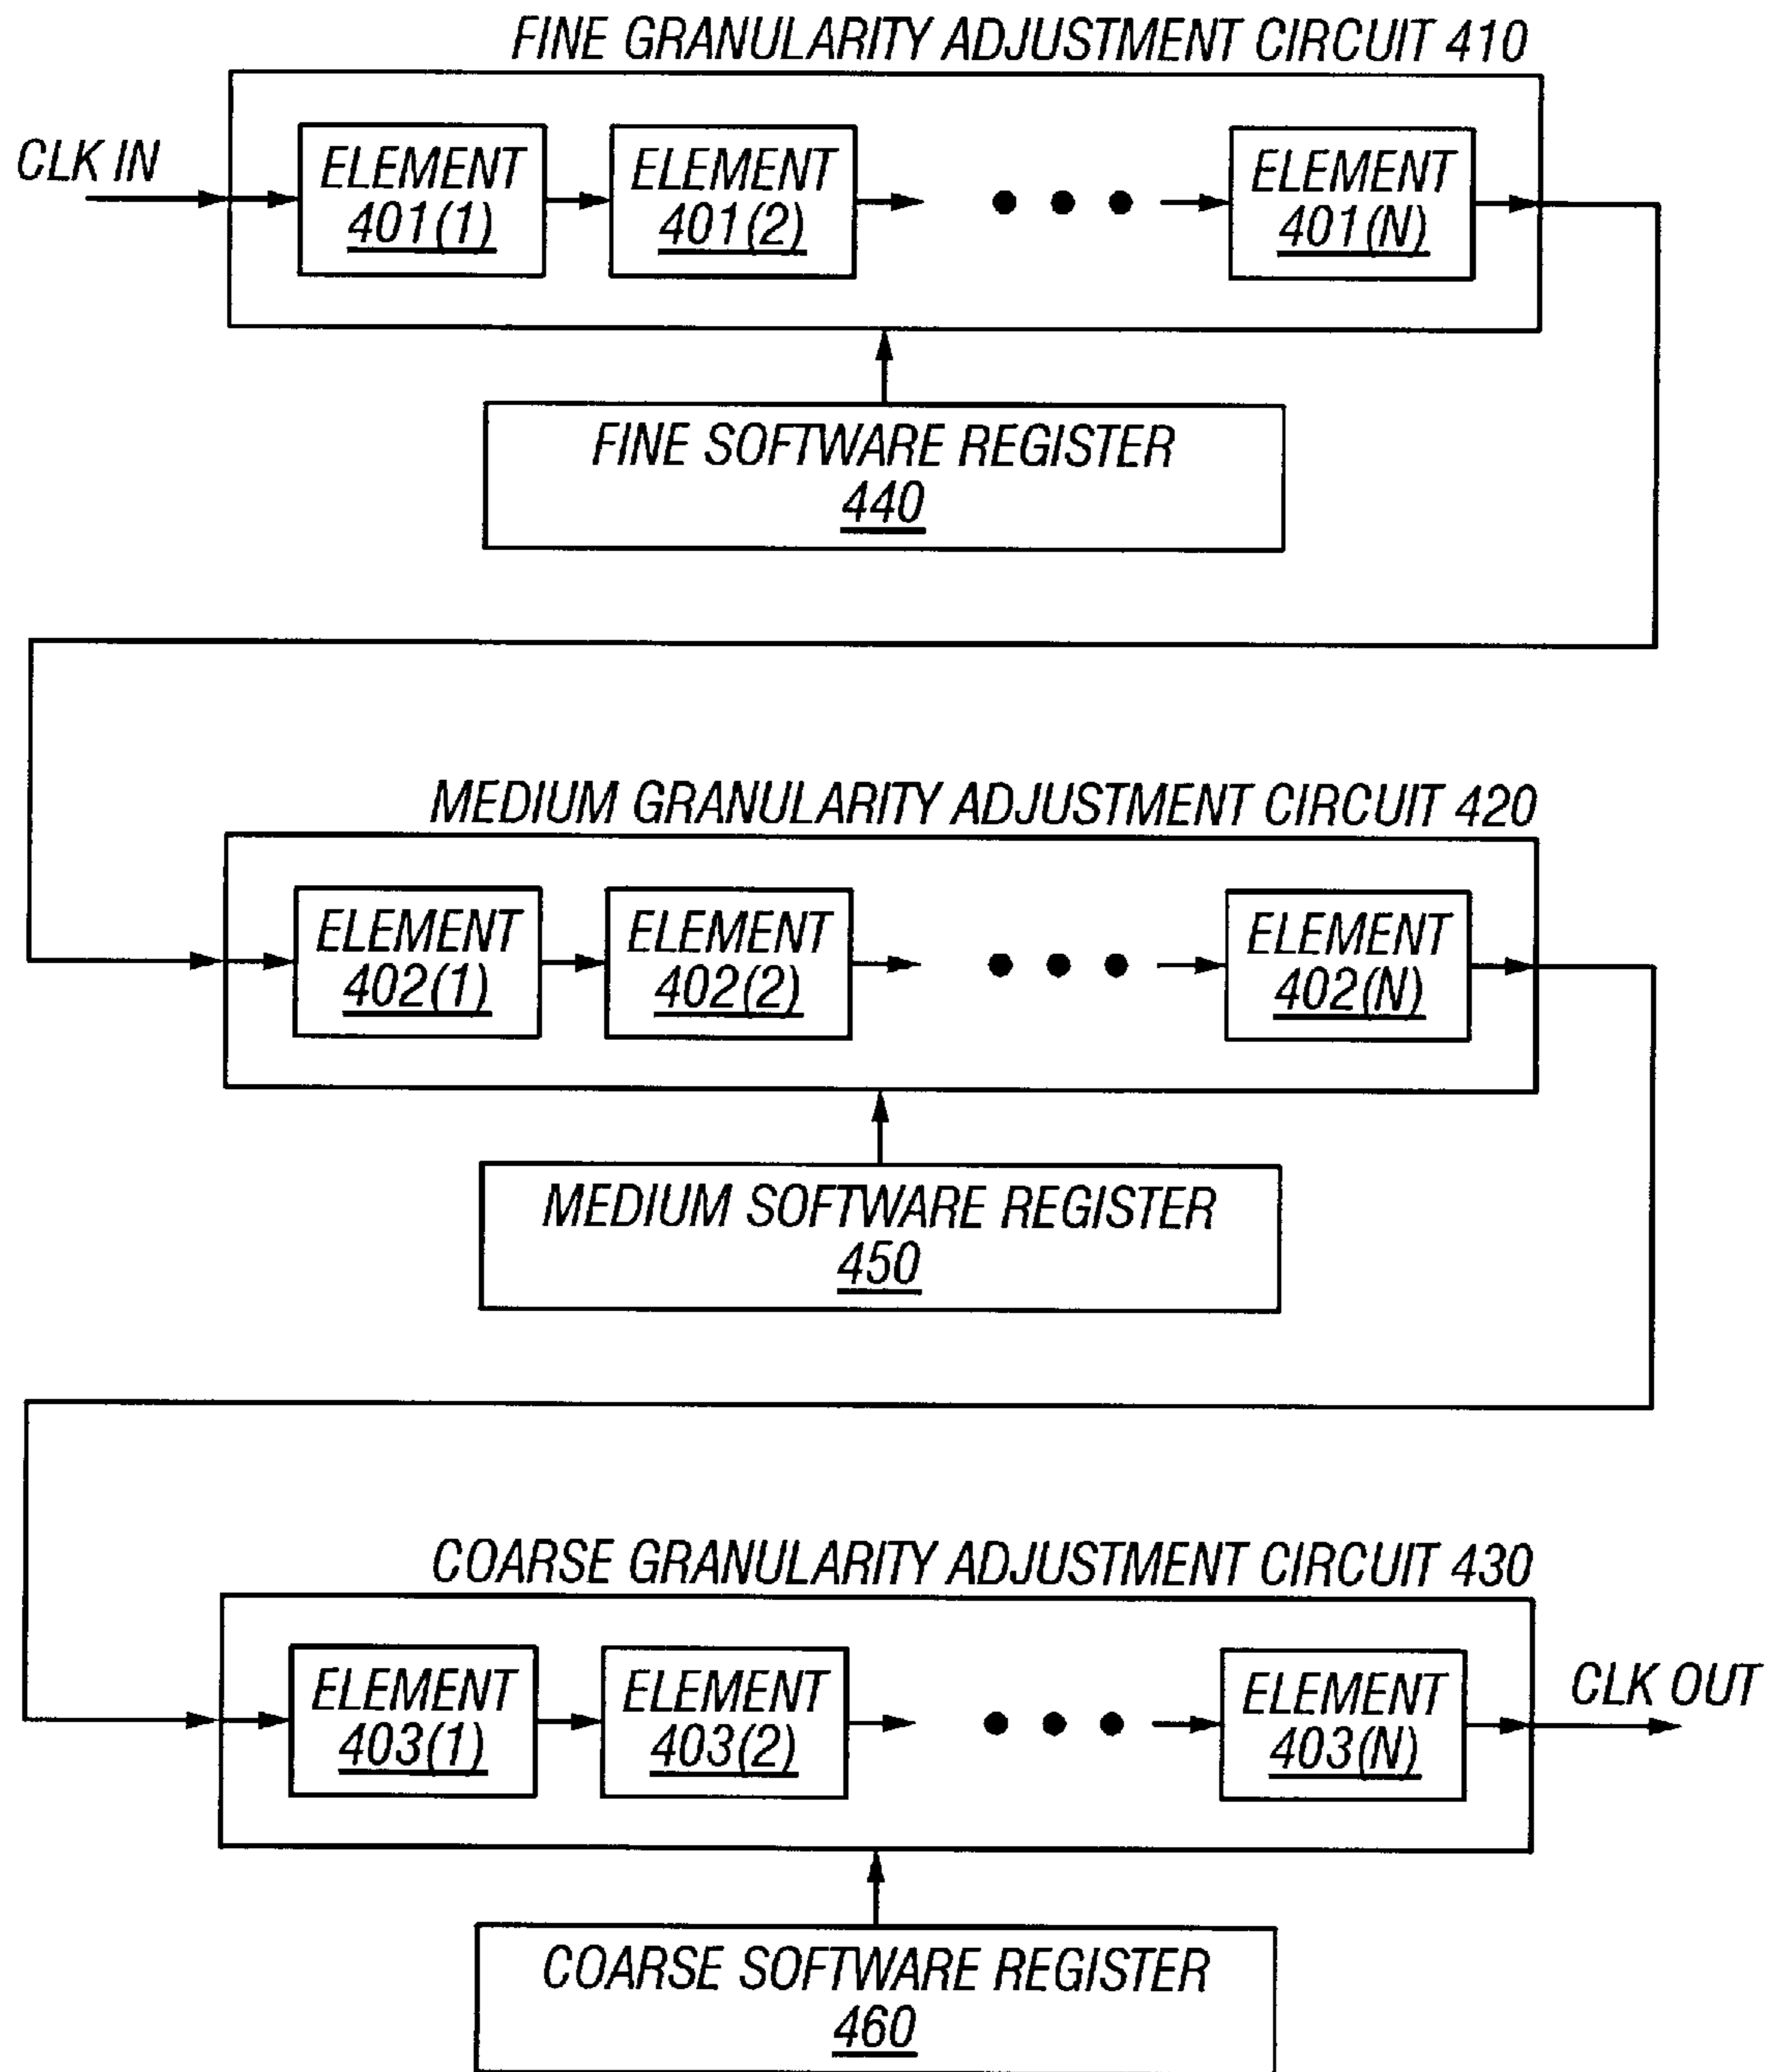 FINE GRANULARITY ADJUSTMENT CIRCUIT 410
CLK IN
ELEMENT
401(1)
ELEMENT
401(2)
ELEMENT
401(N)
FINE SOFTWARE REGISTER
440
MEDIUM GRANULARITY ADJUSTMENT CIRCUIT 420
ELEMENT
402(1)
ELEMENT
402(2)
ELEMENT
402(N)
MEDIUM SOFTWARE REGISTER
450
COARSE GRANULARITY ADJUSTMENT CIRCUIT 430
ELEMENT
403(1)
ELEMENT
403(2)
ELEMENT
403(N)
CLK OUT
COARSE SOFTWARE REGISTER
460